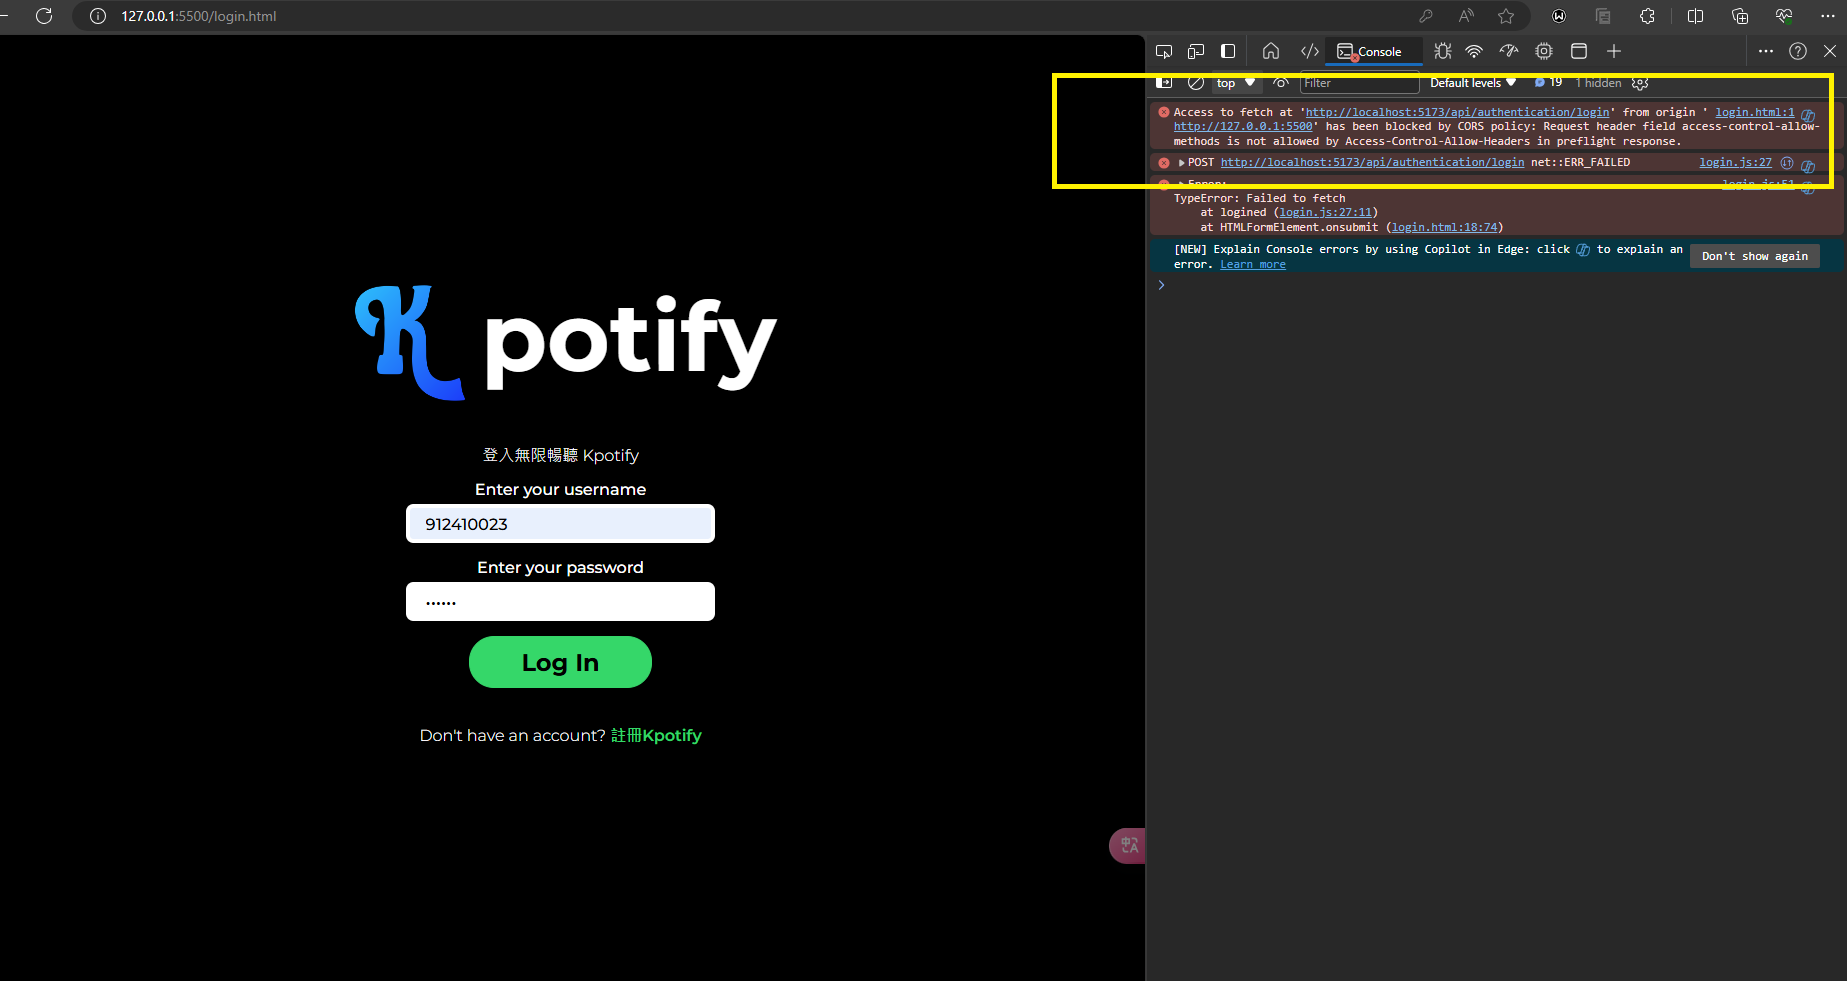 127.0.0.1:5500/login.html
Console
top
Filter
Default levels
19
1 hidden
Access to fetch at 'http://localhost:5173/api/authentication/login' from origin ' login.html:1
http://127.0.0.1:5500' has been blocked by CORS policy: Request header field access-control-allow-
methods is not allowed by Access-Control-Allow-Headers in preflight response.
POST http://localhost:5173/api/authentication/login net::ERR_FAILED login.js:27
Error: login.js:51
TypeError: Failed to fetch
at logined (login.js:27:11)
at HTMLFormElement.onsubmit (login.html:18:74)
[NEW] Explain Console errors by using Copilot in Edge: click to explain an
error. Learn more
Don't show again
K potify
登入無限暢聽 Kpotify
Enter your username
912410023
Enter your password
••••••
Log In
Don't have an account? 註冊Kpotify